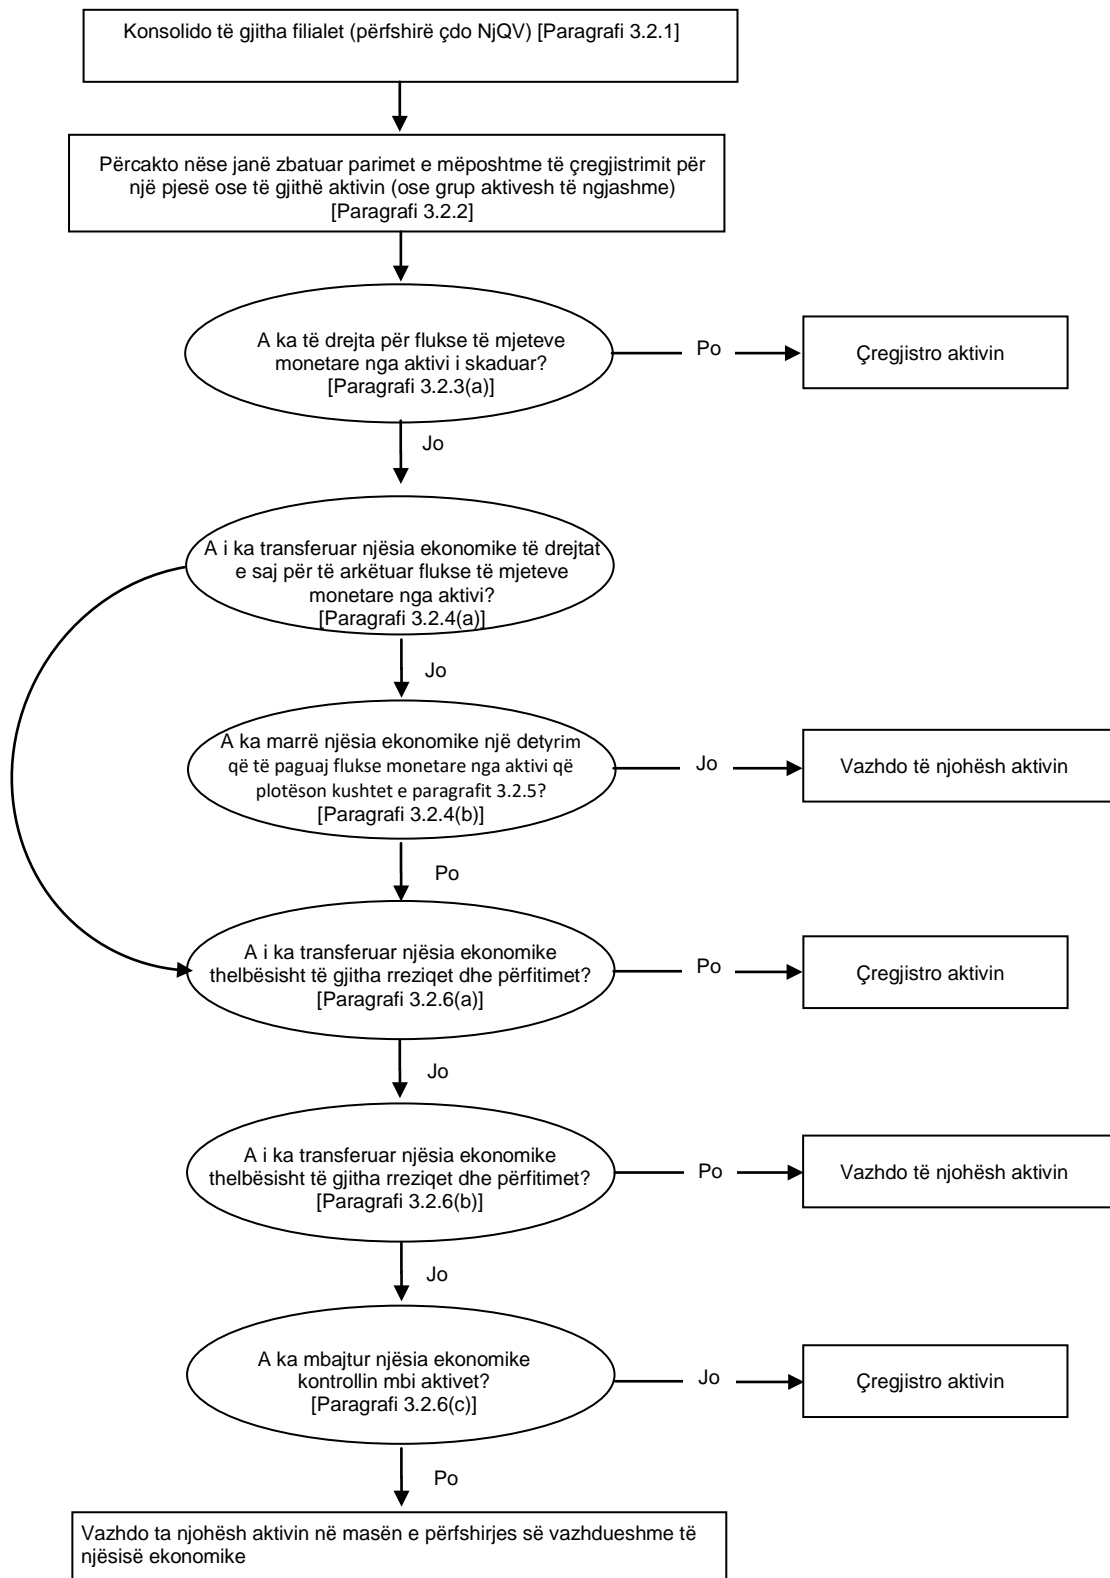 Konsolido të gjitha filialet (përfshirë çdo NjQV) [Paragrafi 3.2.1]
Përcakto nëse janë zbatuar parimet e mëposhtme të çregjistrimit për
një pjesë ose të gjithë aktivin (ose grup aktivesh të ngjashme)
[Paragrafi 3.2.2]
A ka të drejta për flukse të mjeteve
monetare nga aktivi i skaduar?
[Paragrafi 3.2.3(a)]
Po
Çregjistro aktivin
Jo
A i ka transferuar njësia ekonomike të drejtat
e saj për të arkëtuar flukse të mjeteve
monetare nga aktivi?
[Paragrafi 3.2.4(a)]
Jo
A ka marrë njësia ekonomike një detyrim
që të paguaj flukse monetare nga aktivi që
plotëson kushtet e paragrafit 3.2.5?
[Paragrafi 3.2.4(b)]
Jo
Vazhdo të njohësh aktivin
Po
A i ka transferuar njësia ekonomike
thelbësisht të gjitha rreziqet dhe përfitimet?
[Paragrafi 3.2.6(a)]
Po
Çregjistro aktivin
Jo
A i ka transferuar njësia ekonomike
thelbësisht të gjitha rreziqet dhe përfitimet?
[Paragrafi 3.2.6(b)]
Po
Vazhdo të njohësh aktivin
Jo
A ka mbajtur njësia ekonomike
kontrollin mbi aktivet?
[Paragrafi 3.2.6(c)]
Jo
Çregjistro aktivin
Po
Vazhdo ta njohësh aktivin në masën e përfshirjes së vazhdueshme të
njësisë ekonomike